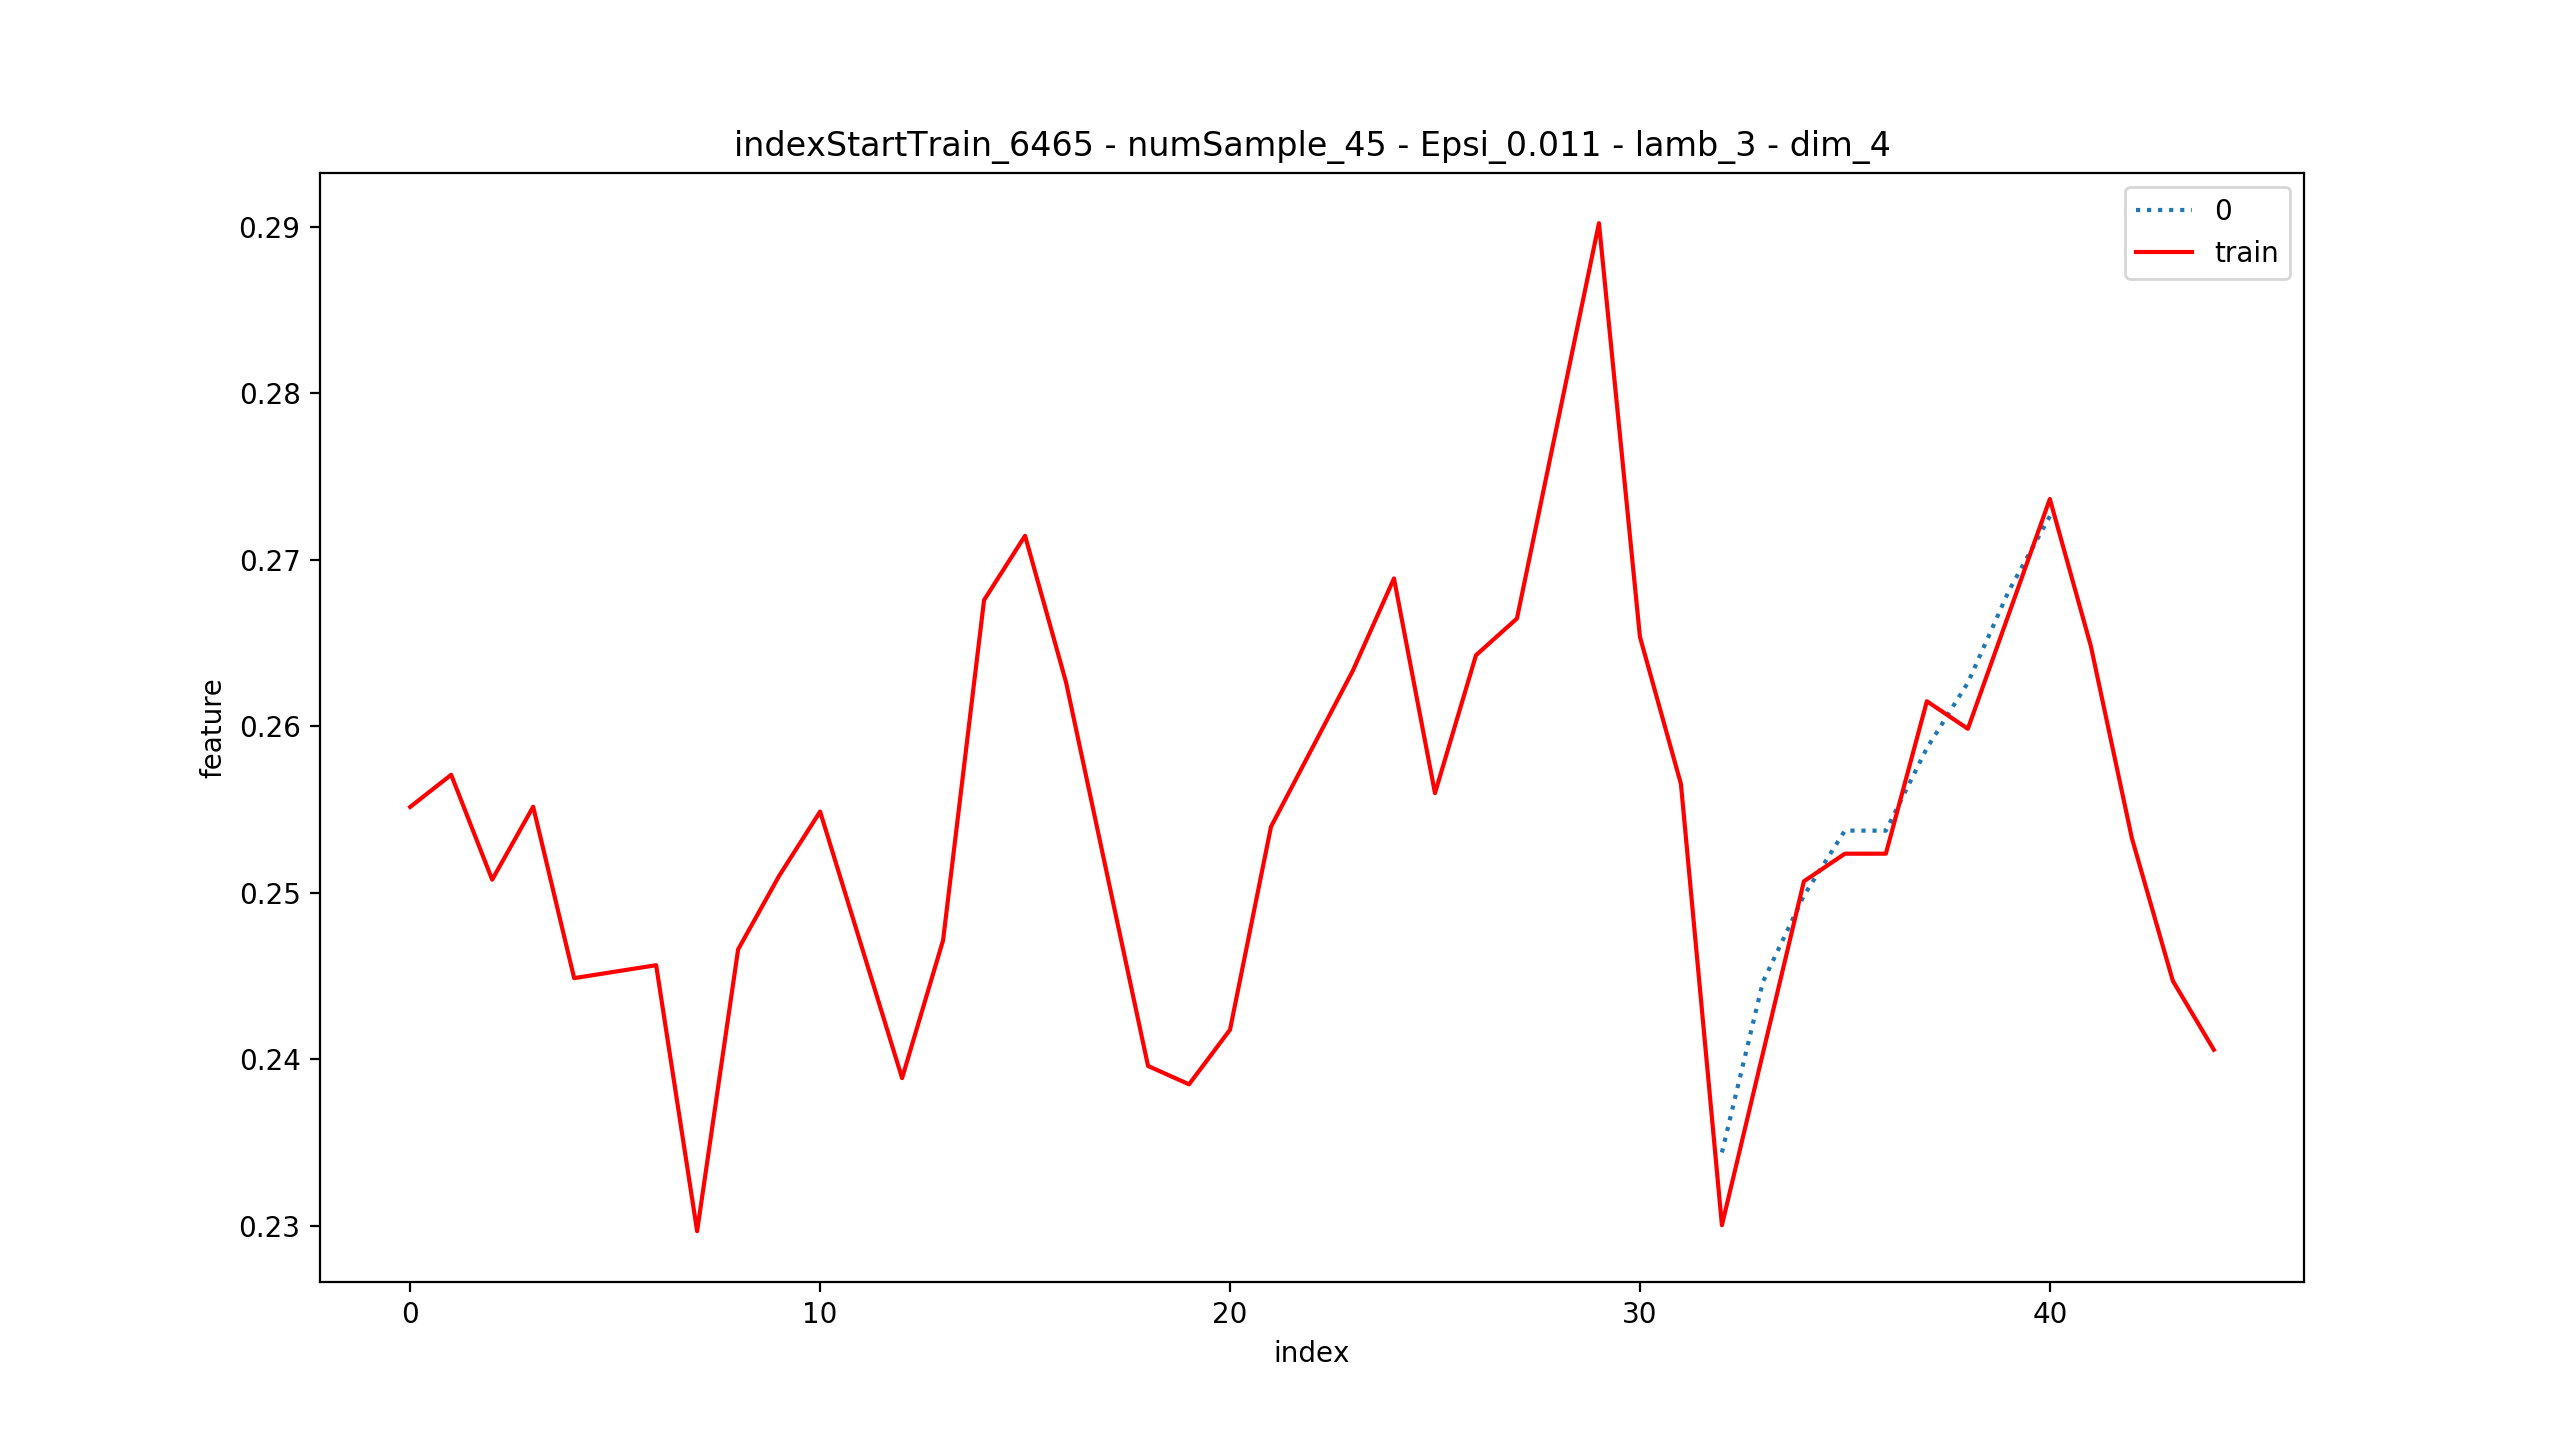 indexStartTrain_6465 - numSample_45 - Epsi_0.011 - lamb_3 - dim_4
0
train
0.29
0.28
0.27
0.26
0.25
0.24
0.23
feature
0 10 20 30 40
index